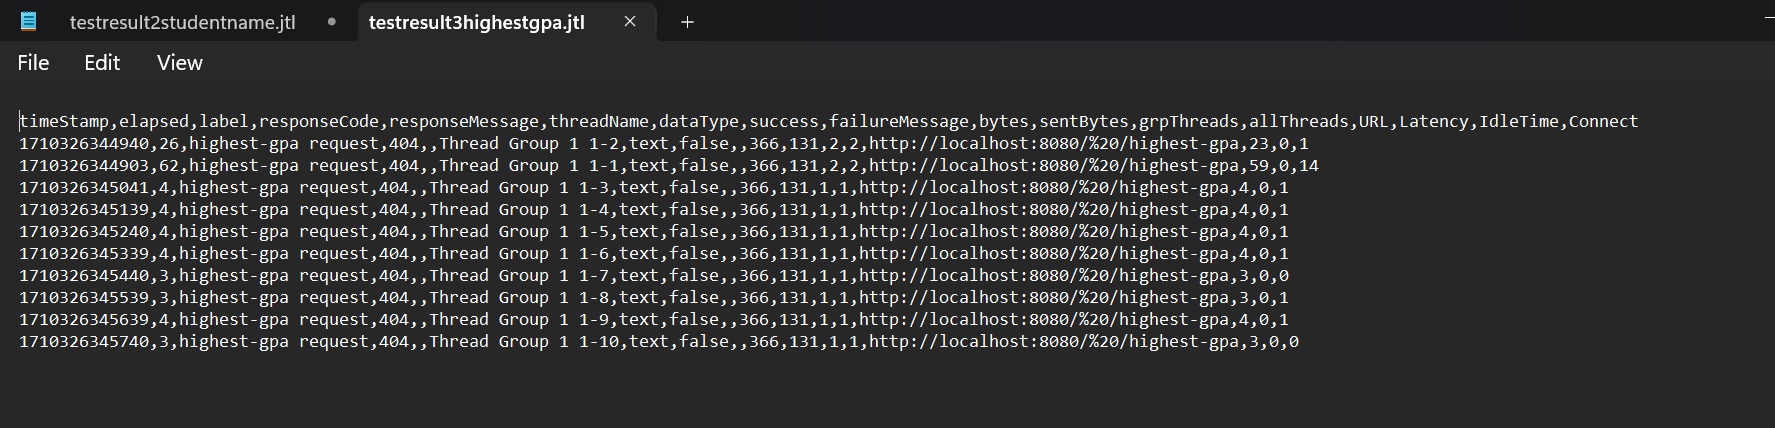 testresult2studentname.jtl testresult3highestgpa.jtl
File Edit View
timeStamp,elapsed,label,responseCode,responseMessage,threadName,dataType,success,failureMessage,bytes,sentBytes,grpThreads,allThreads,URL,Latency,IdleTime,Connect
1710326344940,26,highest-gpa request,404,,Thread Group 1 1-2,text,false,,366,131,2,2,http://localhost:8080/%20/highest-gpa,23,0,1
1710326344903,62,highest-gpa request,404,,Thread Group 1 1-1,text,false,,366,131,2,2,http://localhost:8080/%20/highest-gpa,59,0,14
1710326345041,4,highest-gpa request,404,,Thread Group 1 1-3,text,false,,366,131,1,1,http://localhost:8080/%20/highest-gpa,4,0,1
1710326345139,4,highest-gpa request,404,,Thread Group 1 1-4,text,false,,366,131,1,1,http://localhost:8080/%20/highest-gpa,4,0,1
1710326345240,4,highest-gpa request,404,,Thread Group 1 1-5,text,false,,366,131,1,1,http://localhost:8080/%20/highest-gpa,4,0,1
1710326345339,4,highest-gpa request,404,,Thread Group 1 1-6,text,false,,366,131,1,1,http://localhost:8080/%20/highest-gpa,4,0,1
1710326345440,3,highest-gpa request,404,,Thread Group 1 1-7,text,false,,366,131,1,1,http://localhost:8080/%20/highest-gpa,3,0,0
1710326345539,3,highest-gpa request,404,,Thread Group 1 1-8,text,false,,366,131,1,1,http://localhost:8080/%20/highest-gpa,3,0,1
1710326345639,4,highest-gpa request,404,,Thread Group 1 1-9,text,false,,366,131,1,1,http://localhost:8080/%20/highest-gpa,4,0,1
1710326345740,3,highest-gpa request,404,,Thread Group 1 1-10,text,false,,366,131,1,1,http://localhost:8080/%20/highest-gpa,3,0,0